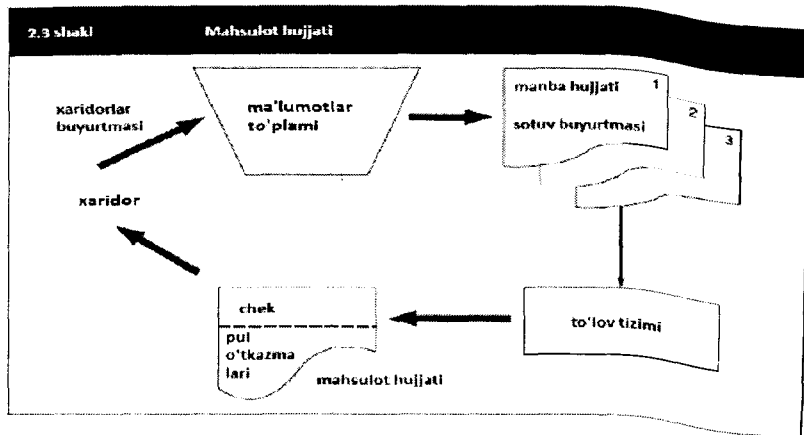 2.3 shakl
Mahsulot hujjati
xaridorlar
buyurtmasi
ma'lumotlar
to'plami
manba hujjati
1
sotuv buyurtmasi
2
3
xaridor
chek
pul
o'tkazma
lari
mahsulot hujjati
to'lov tizimi